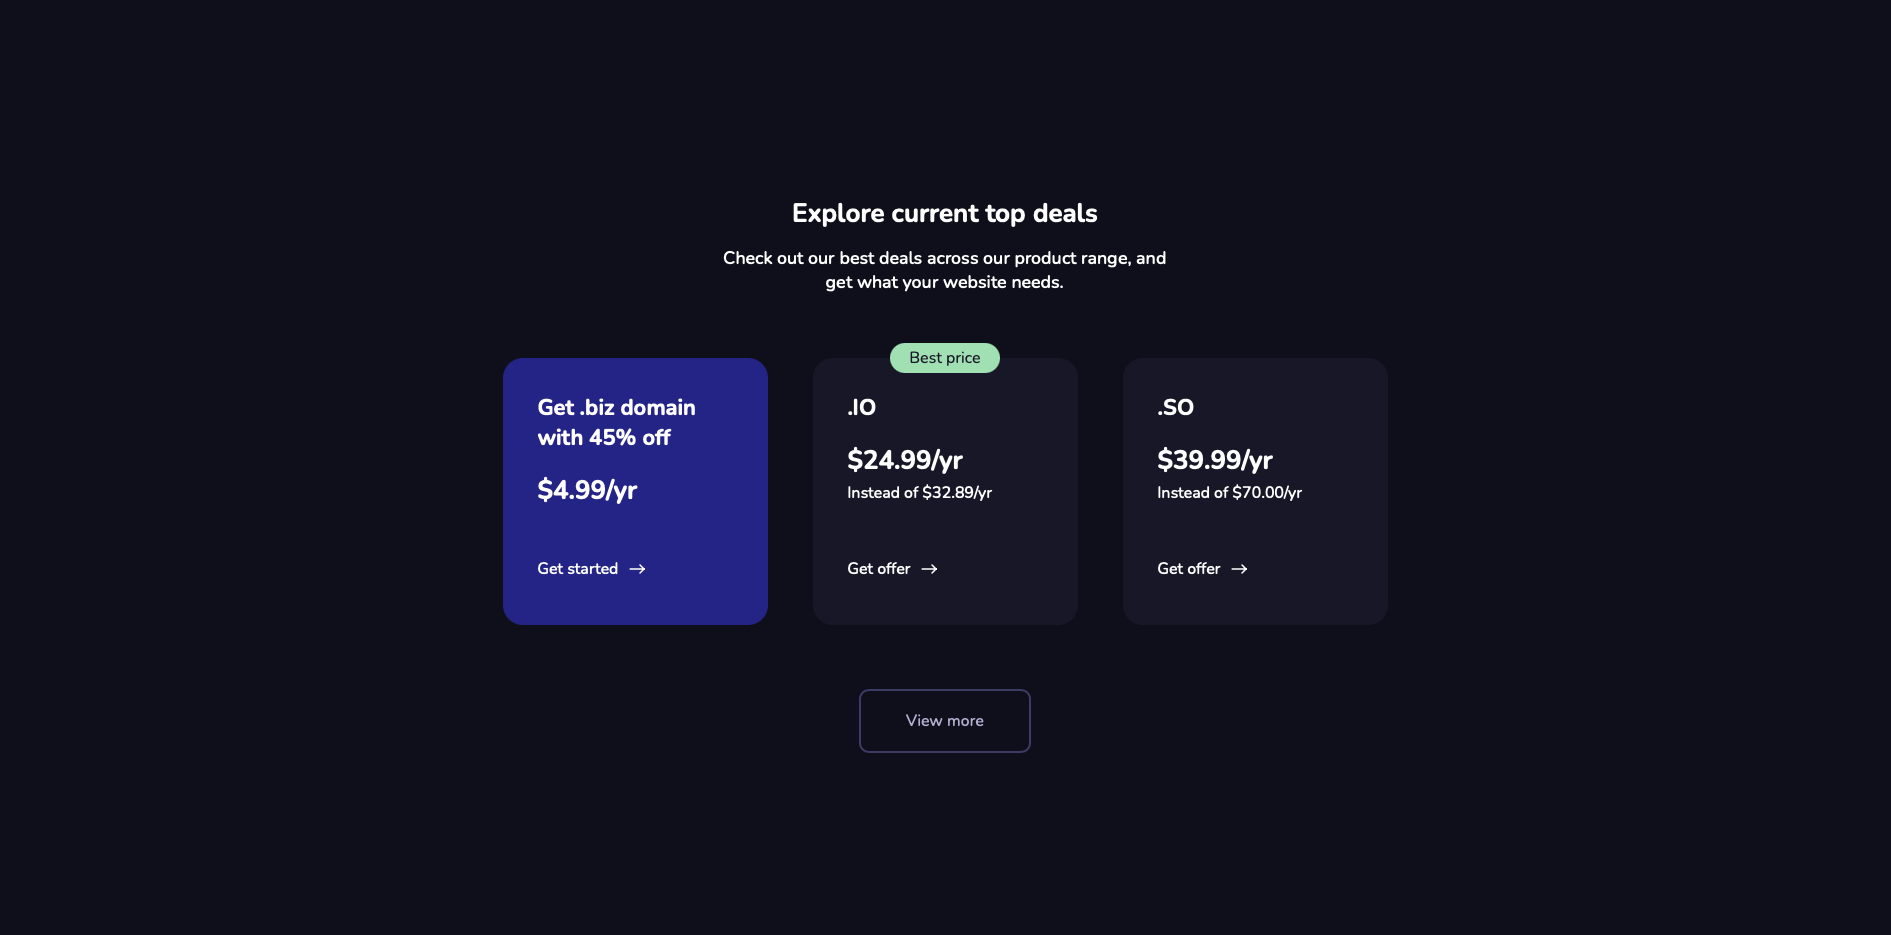 Explore current top deals
Check out our best deals across our product range, and
get what your website needs.
Get .biz domain
with 45% off
$4.99/yr
Get started
Best price
.IO
$24.99/yr
Instead of $32.89/yr
Get offer
.SO
$39.99/yr
Instead of $70.00/yr
Get offer
View more